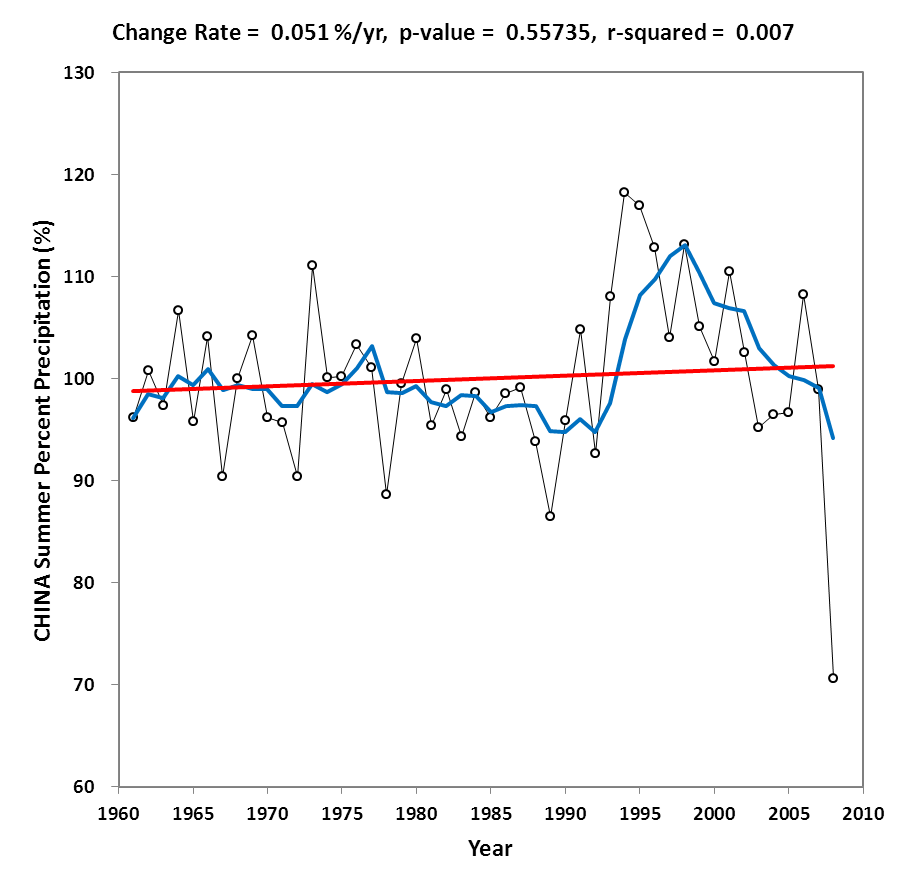 Change Rate = 0.051 %/yr, p-value = 0.55735, r-squared = 0.007
CHINA Summer Percent Precipitation (%)
130
120
110
100
90
80
70
60
1960 1965 1970 1975 1980 1985 1990 1995 2000 2005 2010
Year